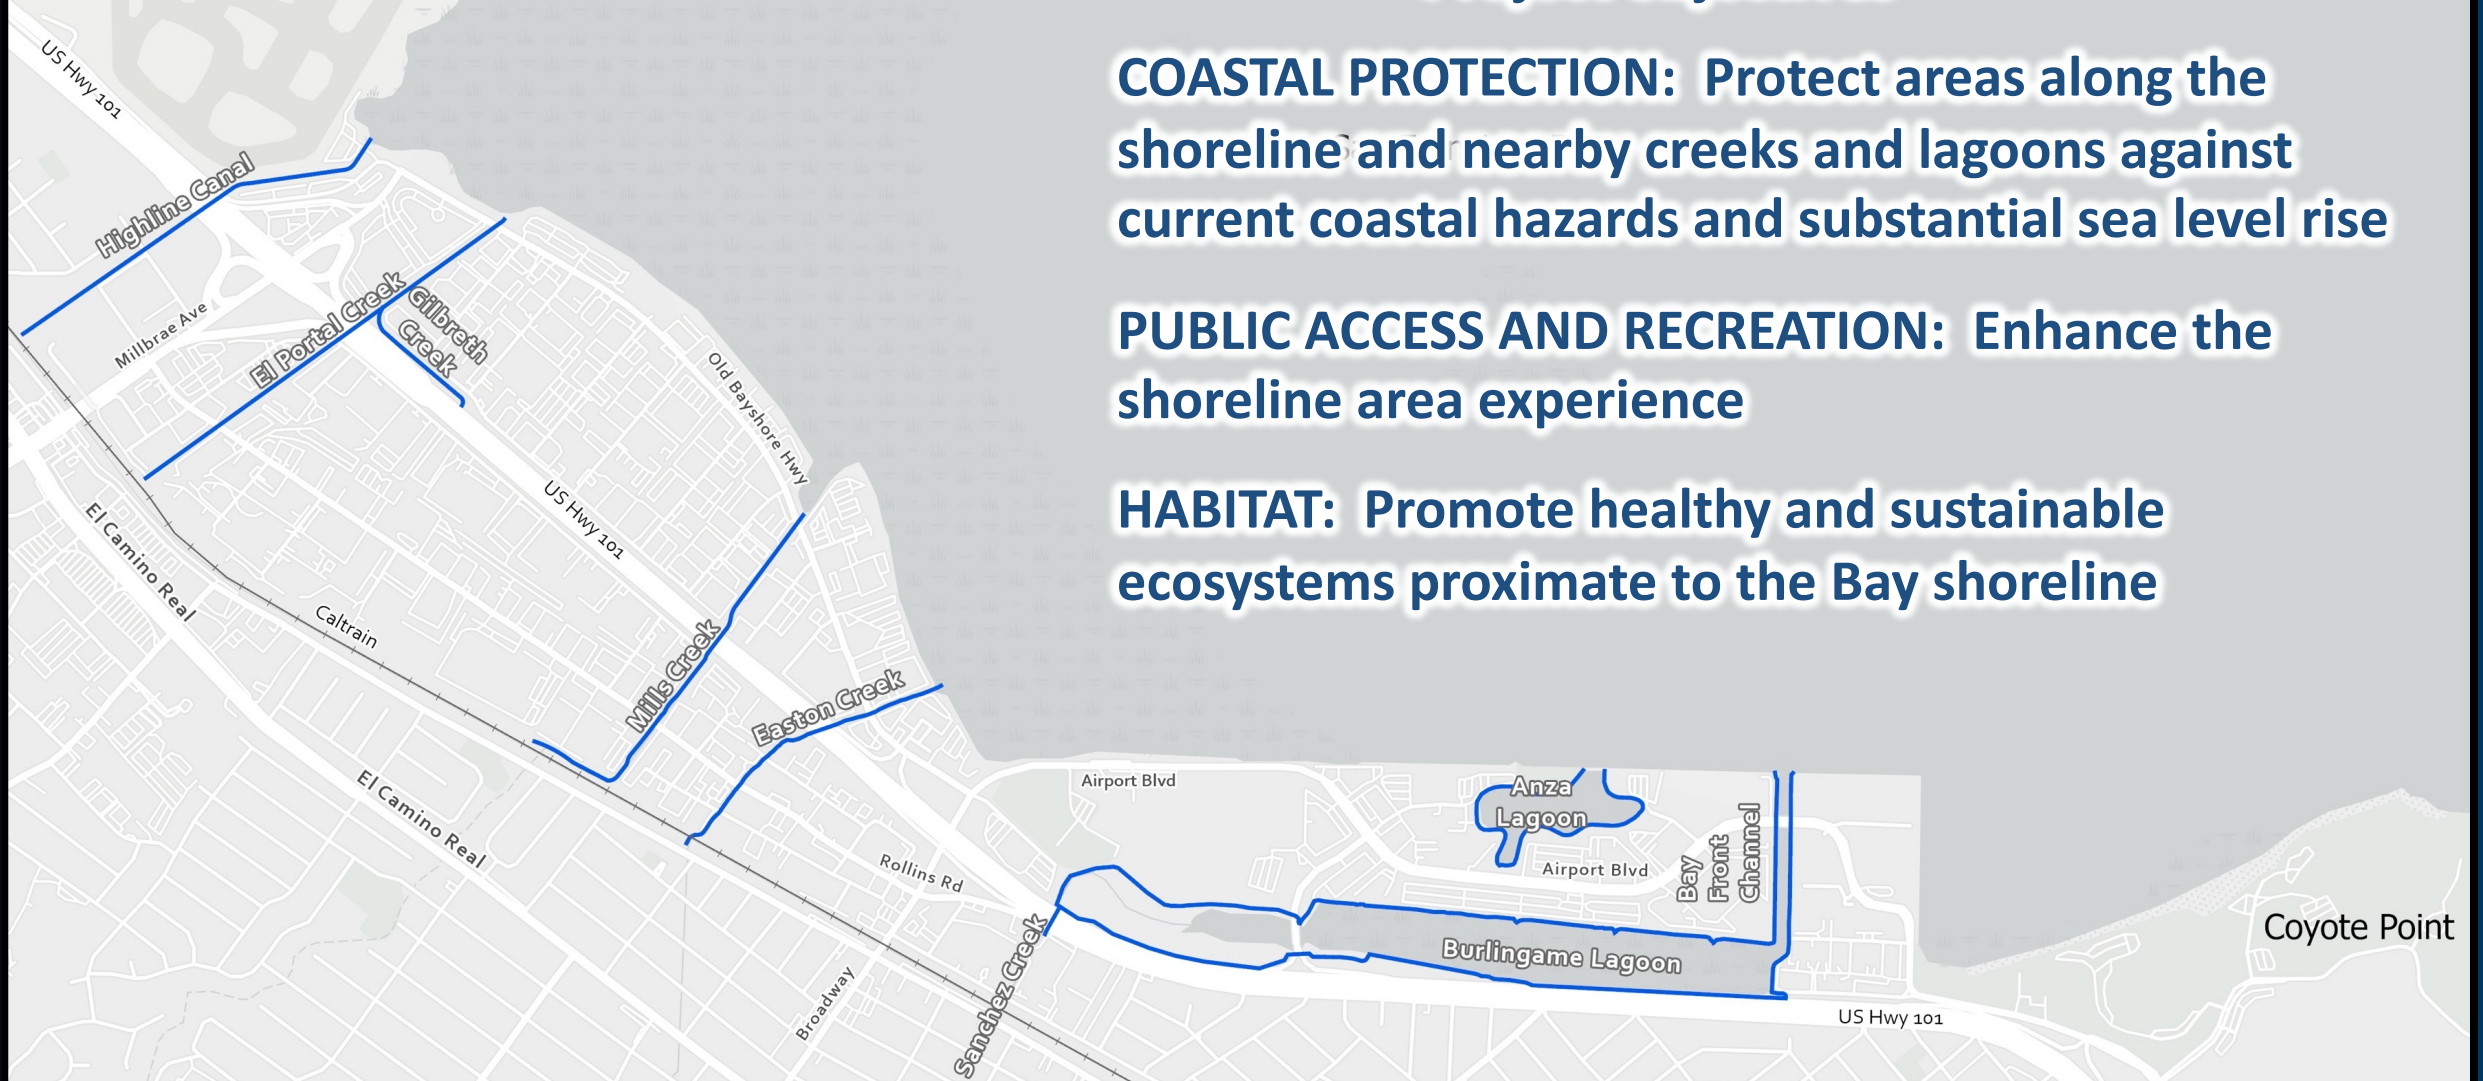 Project Objectives
COASTAL PROTECTION: Protect areas along the
shoreline and nearby creeks and lagoons against
current coastal hazards and substantial sea level rise
PUBLIC ACCESS AND RECREATION: Enhance the
shoreline area experience
HABITAT: Promote healthy and sustainable
ecosystems proximate to the Bay shoreline
US Hwy 101
Highline Canal
Millbrae Ave
El Portal Creek
Gilbreth
Creek
Old Bayshore Hwy
US Hwy 101
El Camino Real
Caltrain
Mills Creek
Easton Creek
El Camino Real
Airport Blvd
Rollins Rd
Anza
Lagoon
Airport Blvd
Bay
Front
Channel
Burlingame Lagoon
Coyote Point
Sanchez Creek
Broadway
US Hwy 101